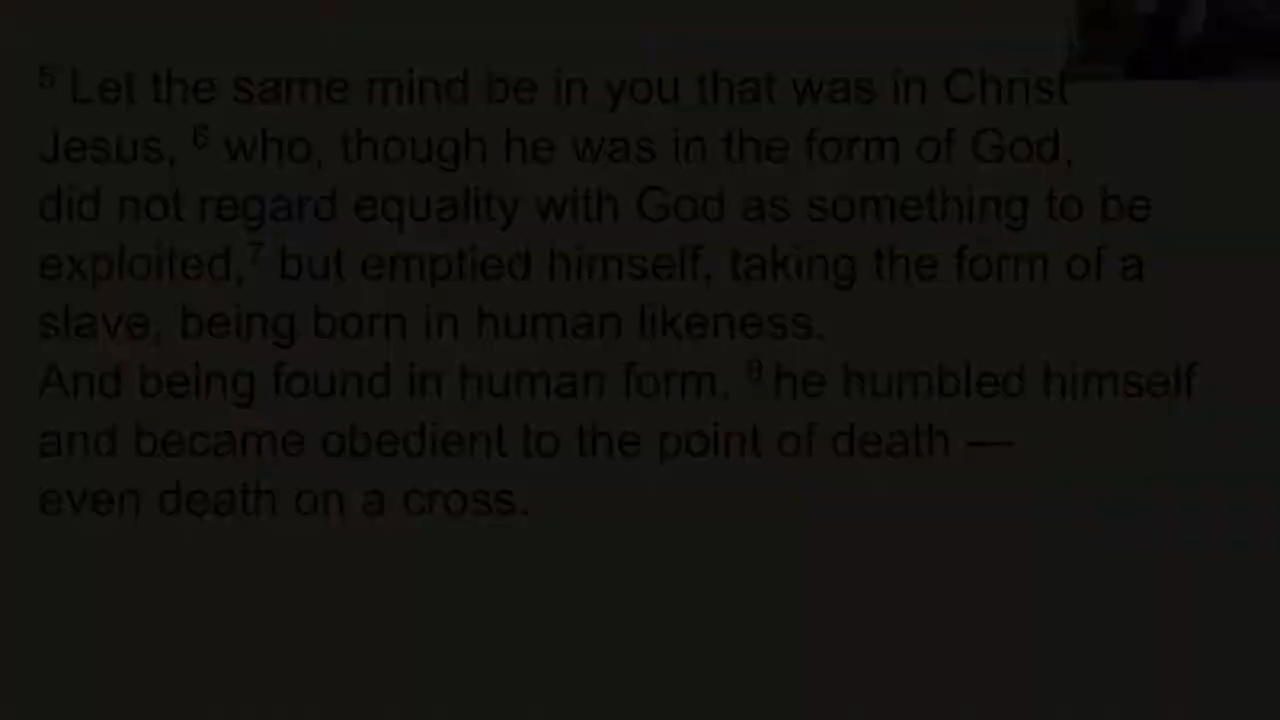 ⁵ Let the same mind be in you that was in Christ
Jesus, ⁶ who, though he was in the form of God,
did not regard equality with God as something to be
exploited,⁷ but emptied himself, taking the form of a
slave, being born in human likeness.
And being found in human form, ⁸ he humbled himself
and became obedient to the point of death —
even death on a cross.